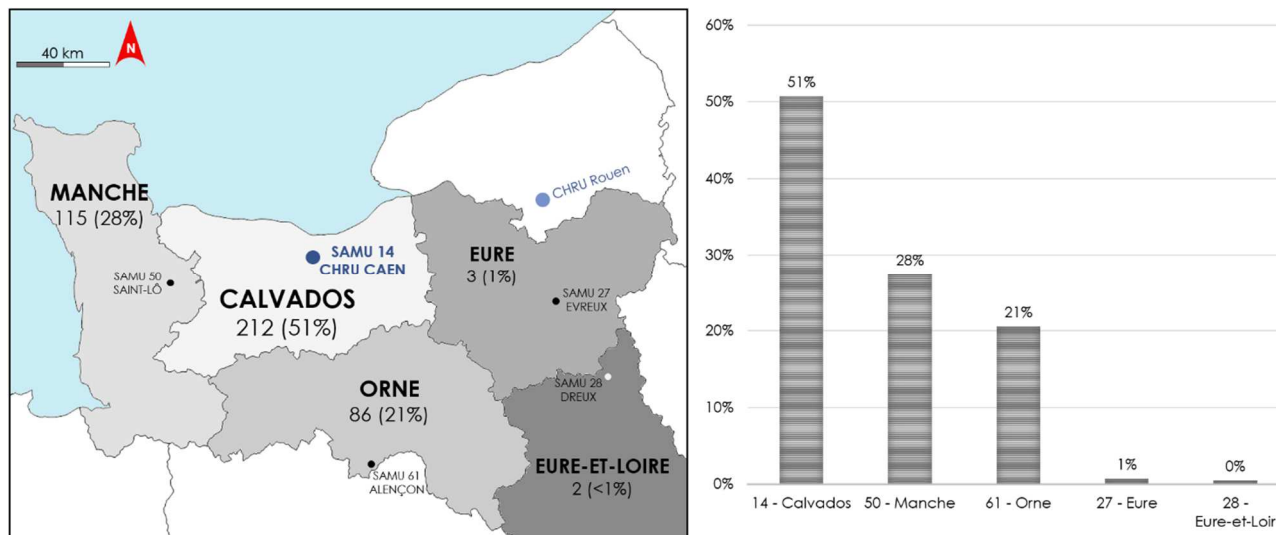 40 km
N
MANCHE
115 (28%)
SAMU 50
SAINT-LÔ
SAMU 14
CHRU CAEN
CALVADOS
212 (51%)
CHRU Rouen
EURE
3 (1%)
SAMU 27
EVREUX
ORNE
86 (21%)
SAMU 61
ALENÇON
SAMU 28
DREUX
EURE-ET-LOIRE
2 (<1%)
60%
50%
40%
30%
20%
10%
0%
51%
28%
21%
1%
0%
14 - Calvados
50 - Manche
61 - Orne
27 - Eure
28 -
Eure-et-Loir